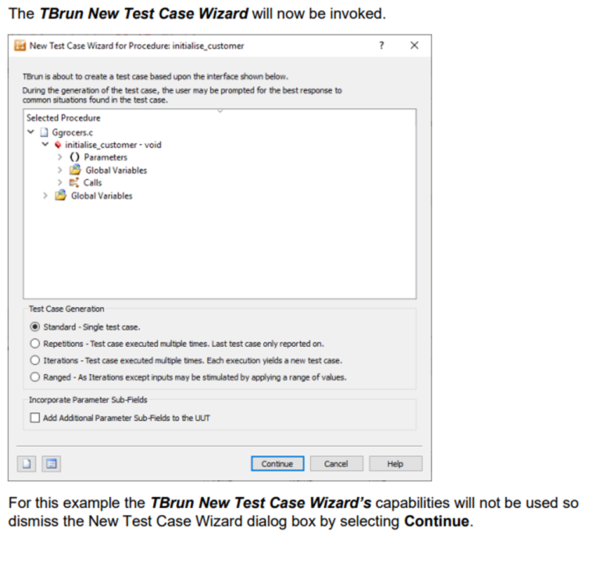 The TBrun New Test Case Wizard will now be invoked.
New Test Case Wizard for Procedure: initialise_customer
?
TBrun is about to create a test case based upon the interface shown below.
During the generation of the test case, the user may be prompted for the best response to
common situations found in the test case.
Selected Procedure
Ggrocers.c
initialise_customer - void
() Parameters
Global Variables
Calls
Global Variables
Test Case Generation
Standard - Single test case.
Repetitions - Test case executed multiple times. Last test case only reported on.
Iterations - Test case executed multiple times. Each execution yields a new test case.
Ranged - As Iterations except inputs may be stimulated by applying a range of values.
Incorporate Parameter Sub-Fields
Add Additional Parameter Sub-Fields to the UUT
Continue Cancel Help
For this example the TBrun New Test Case Wizard's capabilities will not be used so
dismiss the New Test Case Wizard dialog box by selecting Continue.